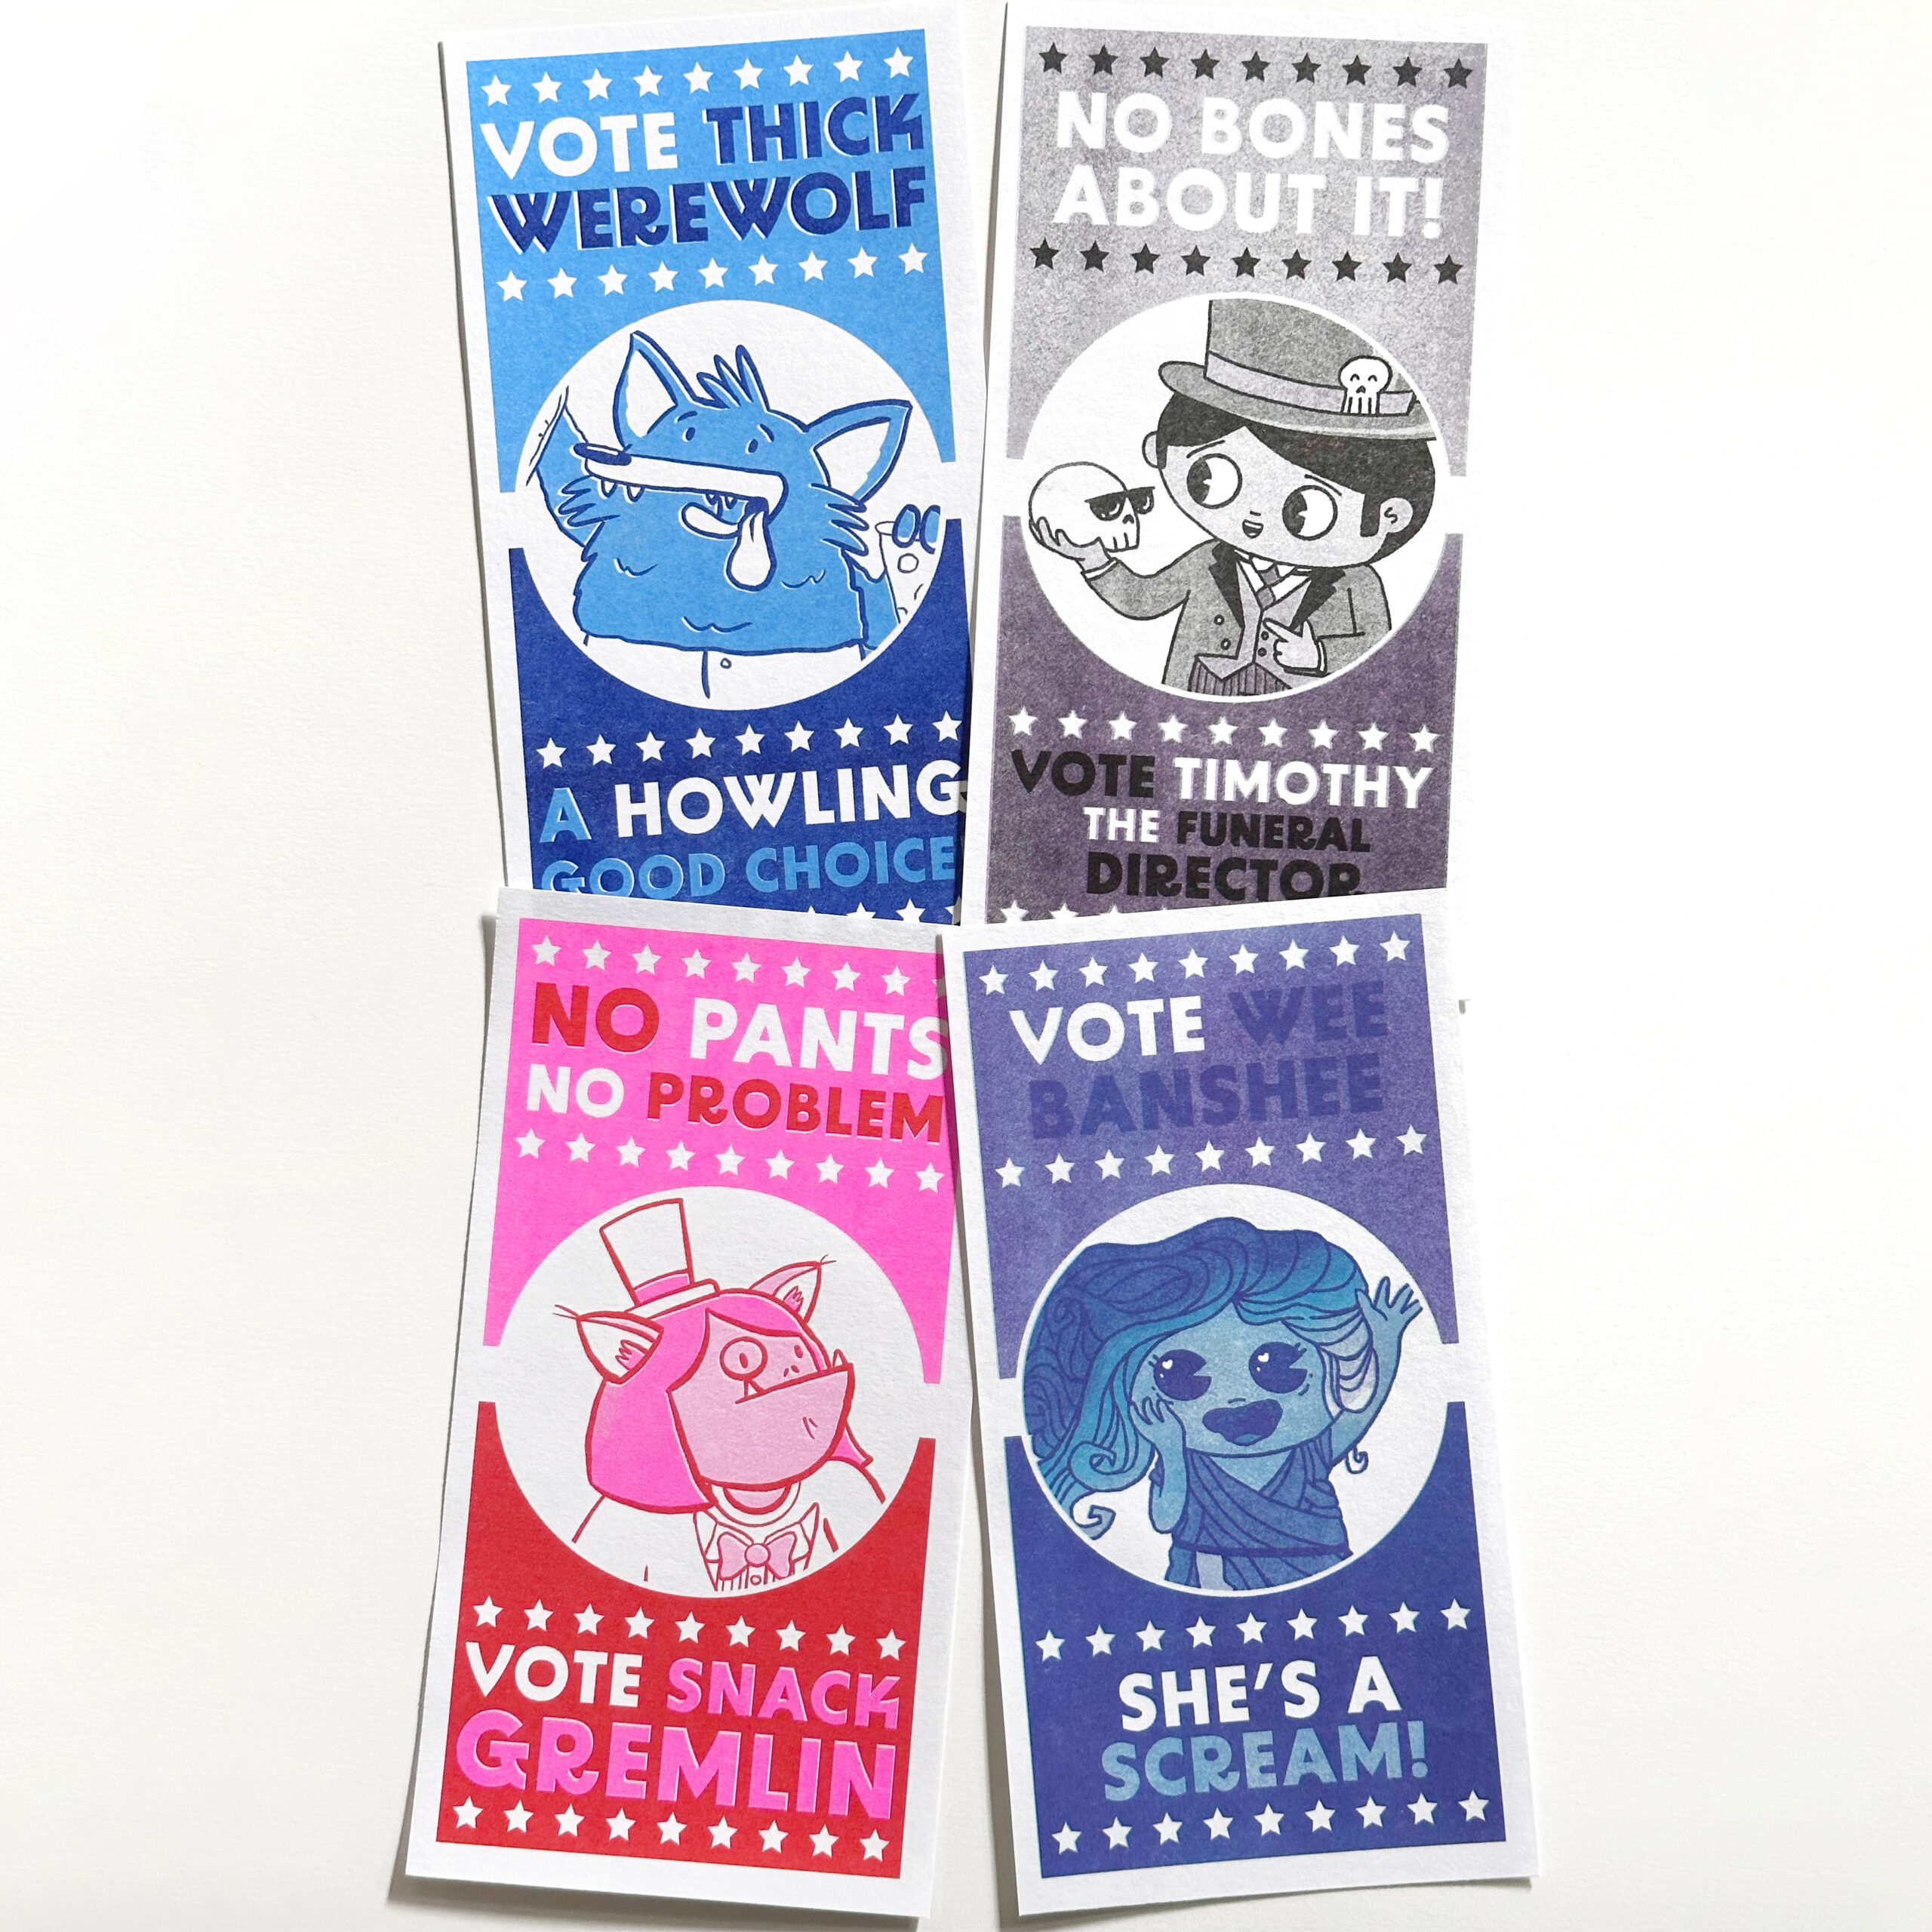 VOTE THICK
WEREWOLF
A HOWLING
GOOD CHOICE
NO BONES
ABOUT IT!
VOTE TIMOTHY
THE FUNERAL
DIRECTOR
NO PANTS
NO PROBLEM
VOTE SNACK
GREMLIN
VOTE WEE
BANSHEE
SHE'S A
SCREAM!